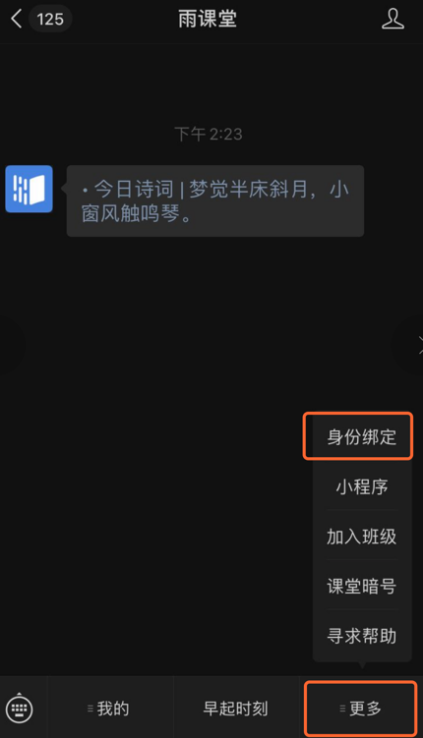 125
雨课堂
下午 2:23
• 今日诗词 | 梦觉半床斜月，小
窗风触鸣琴。
身份绑定
小程序
加入班级
课堂暗号
寻求帮助
我的
早起时刻
更多